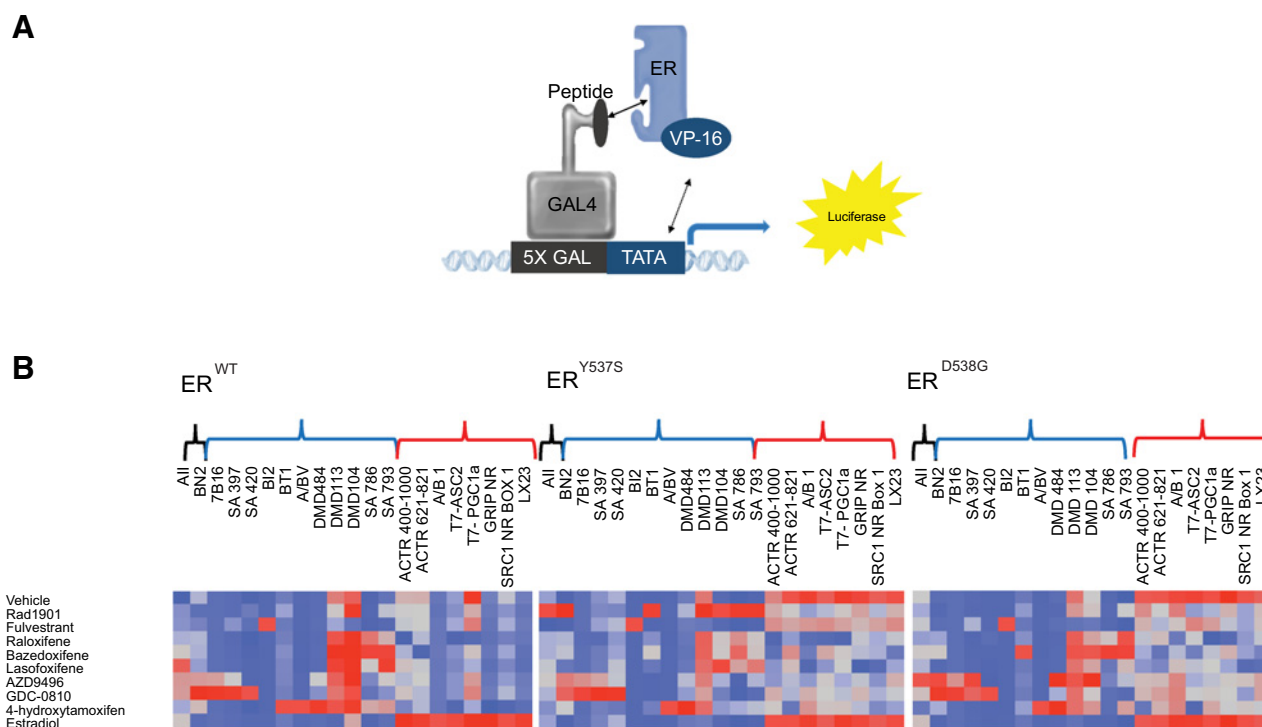 A
Peptide
ER
VP-16
GAL4
5X GAL
TATA
Luciferase
B
ER WT
ER Y537S
ER D538G
AII
BN2
7B16
SA 397
SA 420
BI2
BT1
A/BV
DMD484
DMD113
DMD104
SA 786
SA 793
ACTR 400-1000
ACTR 621-821
A/B 1
T7-ASC2
T7- PGC1a
GRIP NR
SRC1 NR BOX 1
LX23
AII
BN2
7B16
SA 397
SA 420
BI2
BT1
A/BV
DMD484
DMD113
DMD104
SA 786
SA 793
ACTR 400-1000
ACTR 621-821
A/B 1
T7-ASC2
T7- PGC1a
GRIP NR
SRC1 NR Box 1
LX23
AII
BN2
7B16
SA 397
SA 420
BI2
BT1
A/BV
DMD 484
DMD 113
DMD 104
SA 786
SA 793
ACTR 400-1000
ACTR 621-821
A/B 1
T7-ASC2
T7-PGC1a
GRIP NR
SRC1 NR Box 1
Vehicle
Rad1901
Fulvestrant
Raloxifene
Bazedoxifene
Lasofoxifene
AZD9496
GDC-0810
4-hydroxytamoxifen
Estradiol